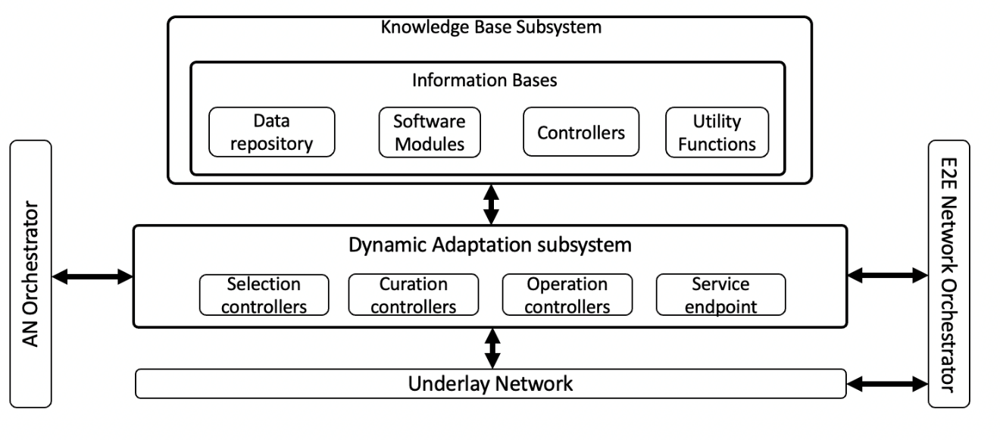 Knowledge Base Subsystem
Information Bases
Data
repository
Software
Modules
Controllers
Utility
Functions
AN Orchestrator
E2E Network Orchestrator
Dynamic Adaptation subsystem
Selection
controllers
Curation
controllers
Operation
controllers
Service
endpoint
Underlay Network